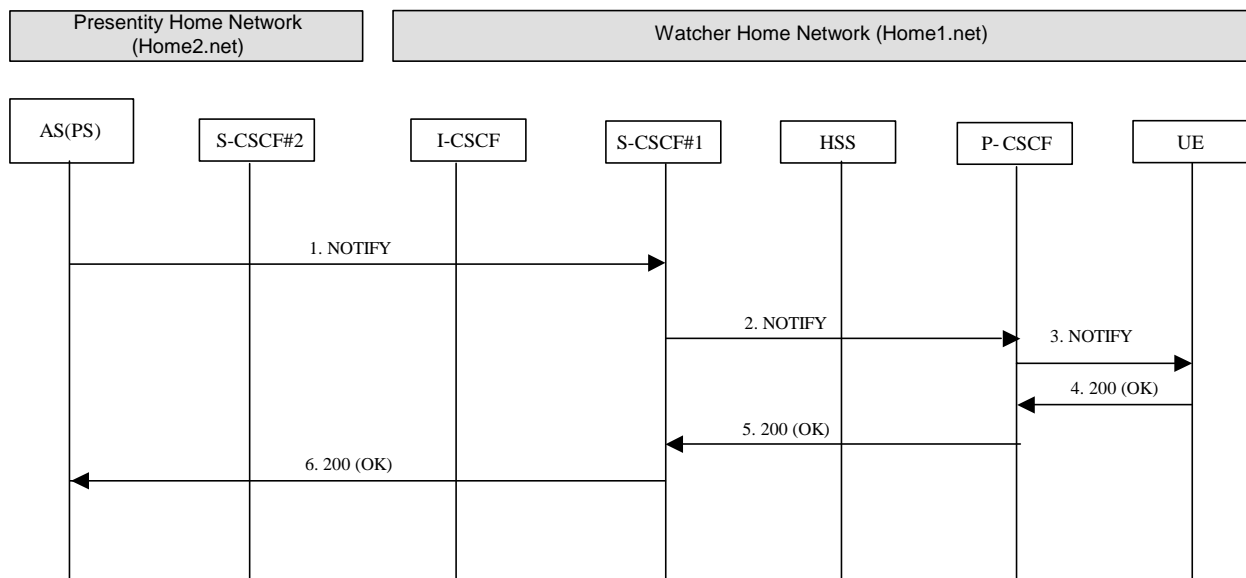 Presentity Home Network
(Home2.net)
Watcher Home Network (Home1.net)
AS(PS)
S-CSCF#2
I-CSCF
S-CSCF#1
HSS
P- CSCF
UE
1. NOTIFY
2. NOTIFY
3. NOTIFY
4. 200 (OK)
5. 200 (OK)
6. 200 (OK)